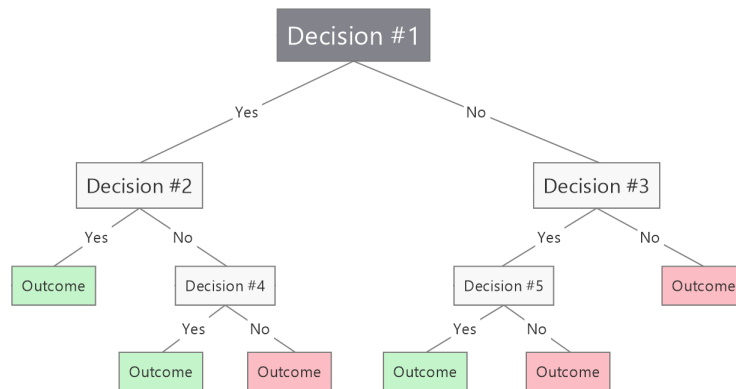 Decision #1
Yes
No
Decision #2
Decision #3
Yes
No
Yes
No
Outcome
Decision #4
Decision #5
Outcome
Yes
No
Yes
No
Outcome
Outcome
Outcome
Outcome